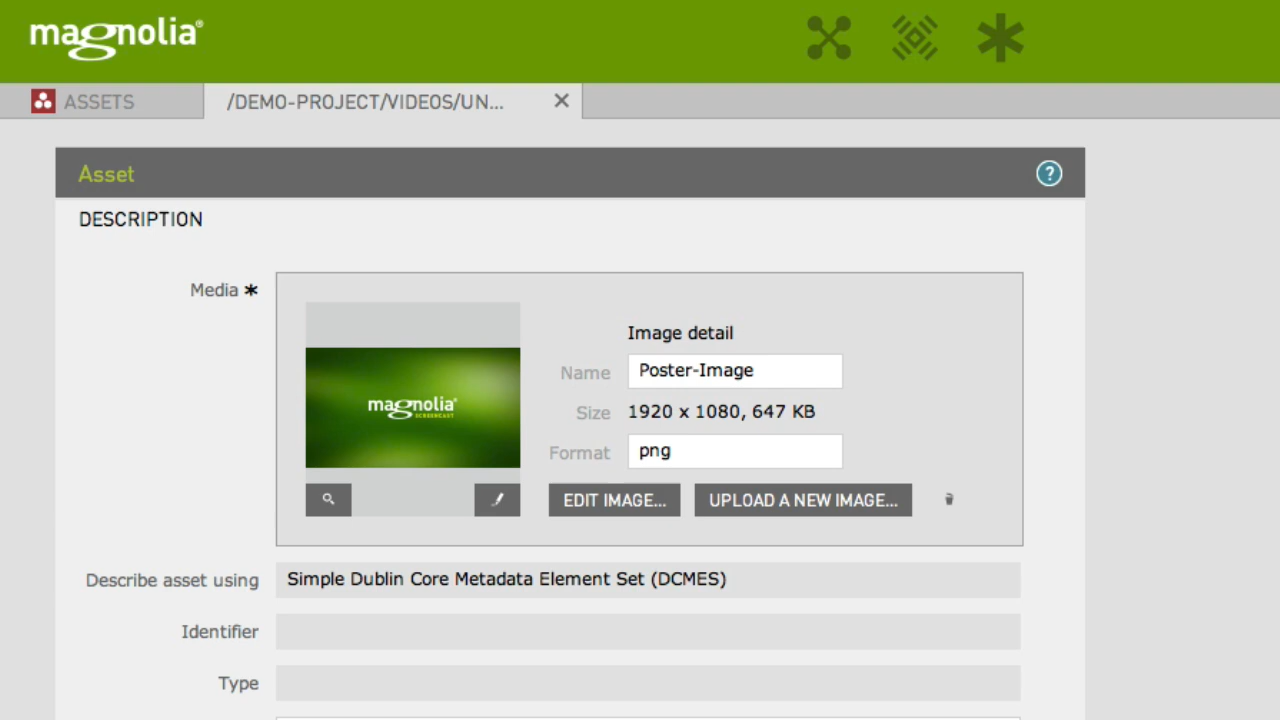 magnolia®
ASSETS
/DEMO-PROJECT/VIDEOS/UN...
Asset
?
DESCRIPTION
Media *
magnolia®
SCREENCAST
Image detail
Name Poster-Image
Size 1920 x 1080, 647 KB
Format png
EDIT IMAGE... UPLOAD A NEW IMAGE...
Describe asset using Simple Dublin Core Metadata Element Set (DCMES)
Identifier
Type